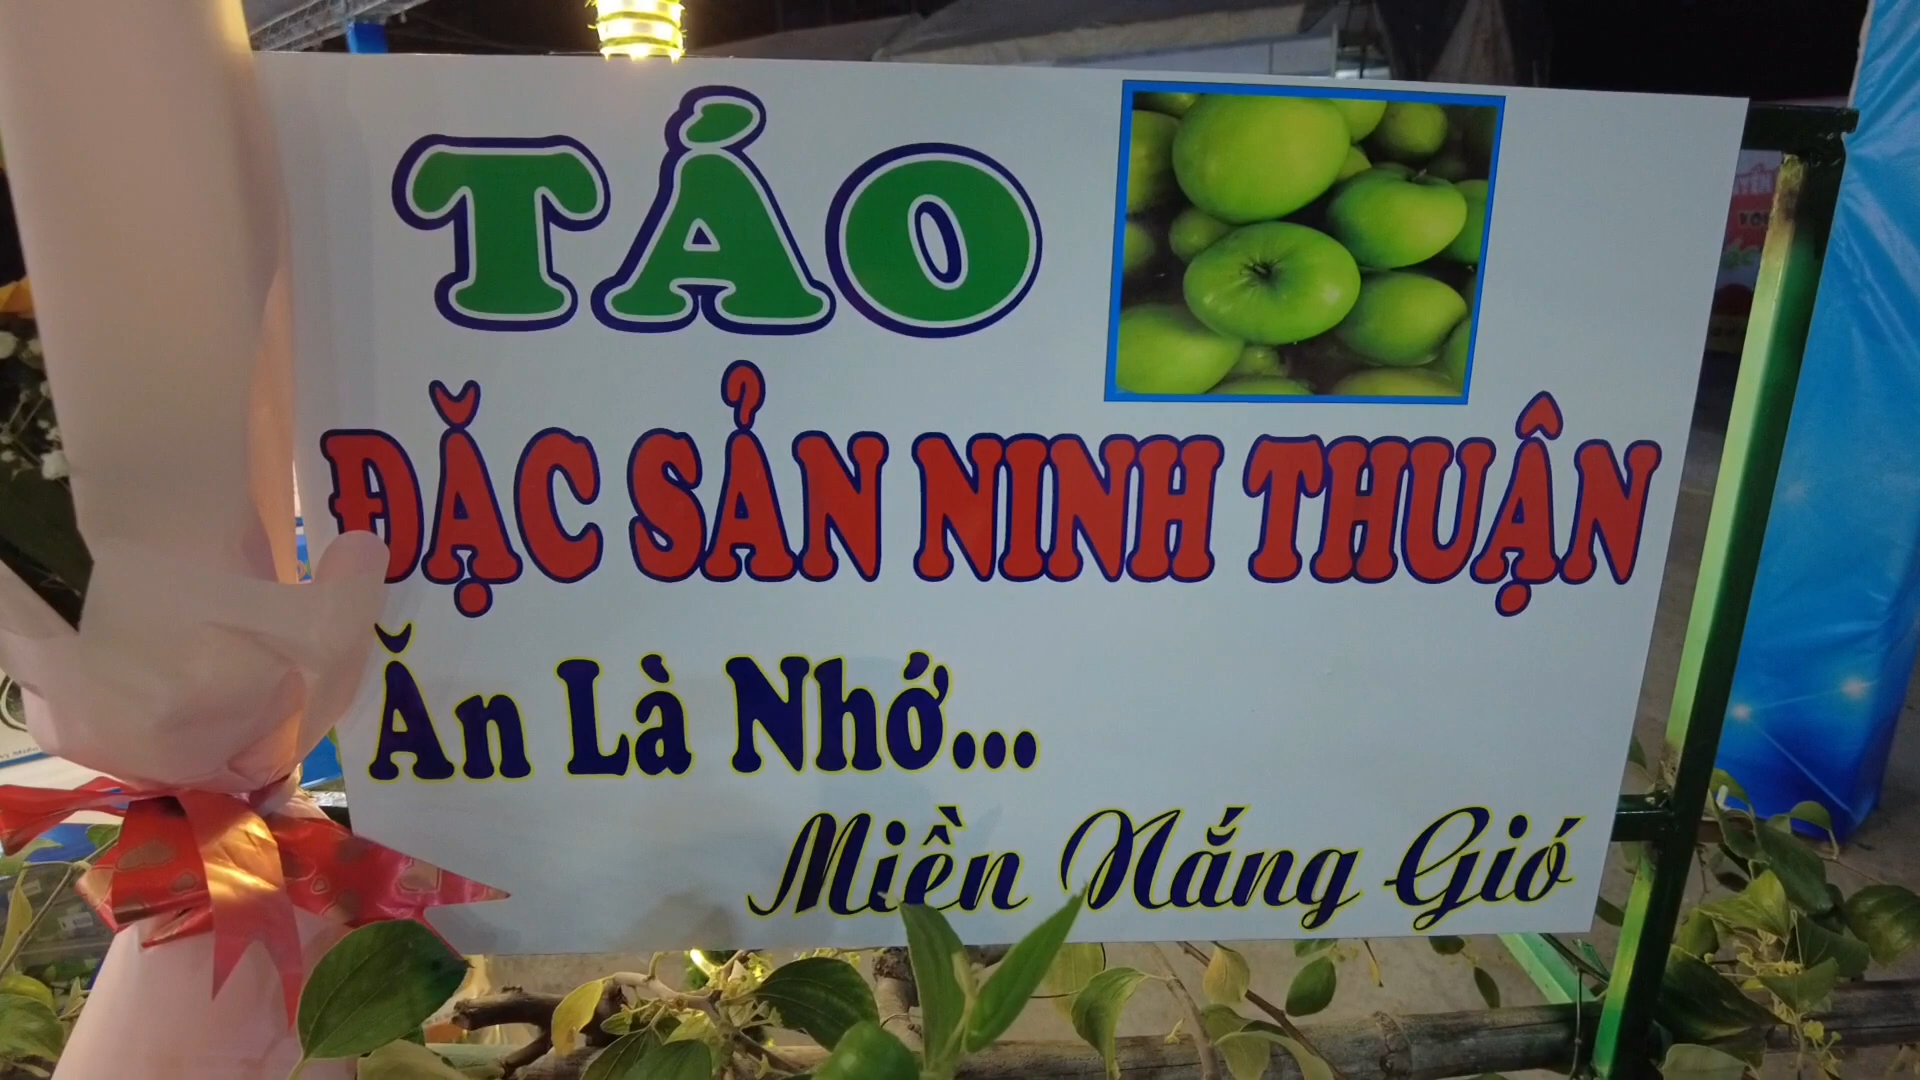 TÁO
ĐẶC SẢN NINH THUẬN
Ăn Là Nhớ...
Miền Nắng Gió